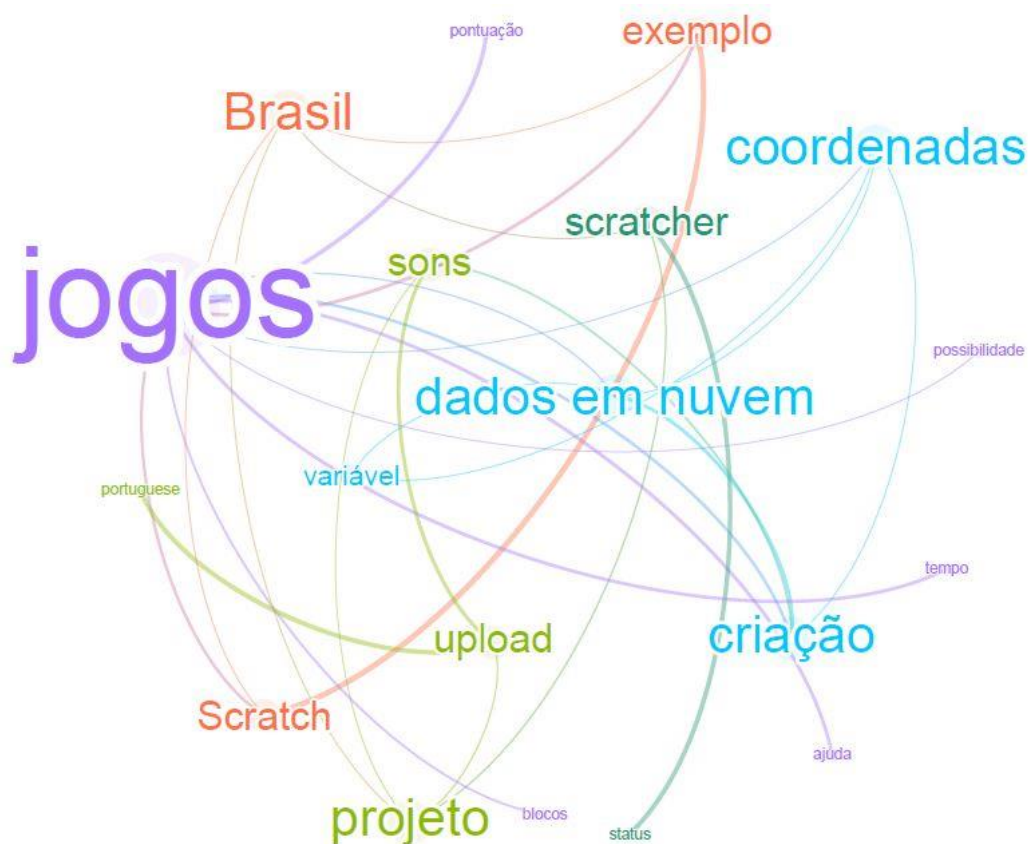 pontuação
exemplo
Brasil
coordenadas
scratcher
sons
jogos
possibilidade
dados em nuvem
variável
portuguese
tempo
upload
criação
Scratch
ajuda
projeto
blocos
status